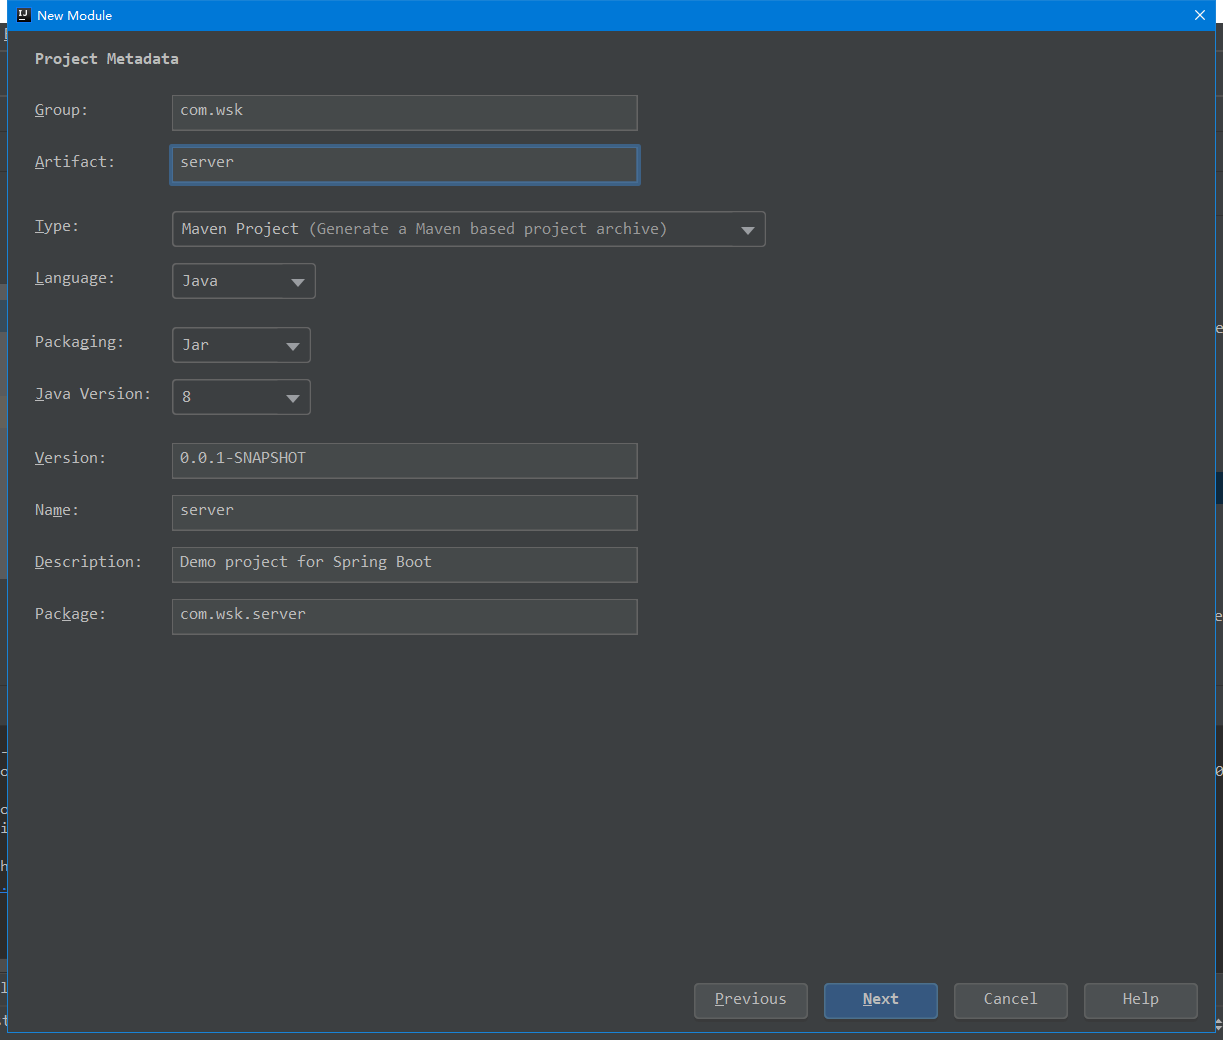 New Module
Project Metadata
Group: com.wsk
Artifact: server
Type: Maven Project (Generate a Maven based project archive)
Language: Java
Packaging: Jar
Java Version: 8
Version: 0.0.1-SNAPSHOT
Name: server
Description: Demo project for Spring Boot
Package: com.wsk.server
Previous Next Cancel Help